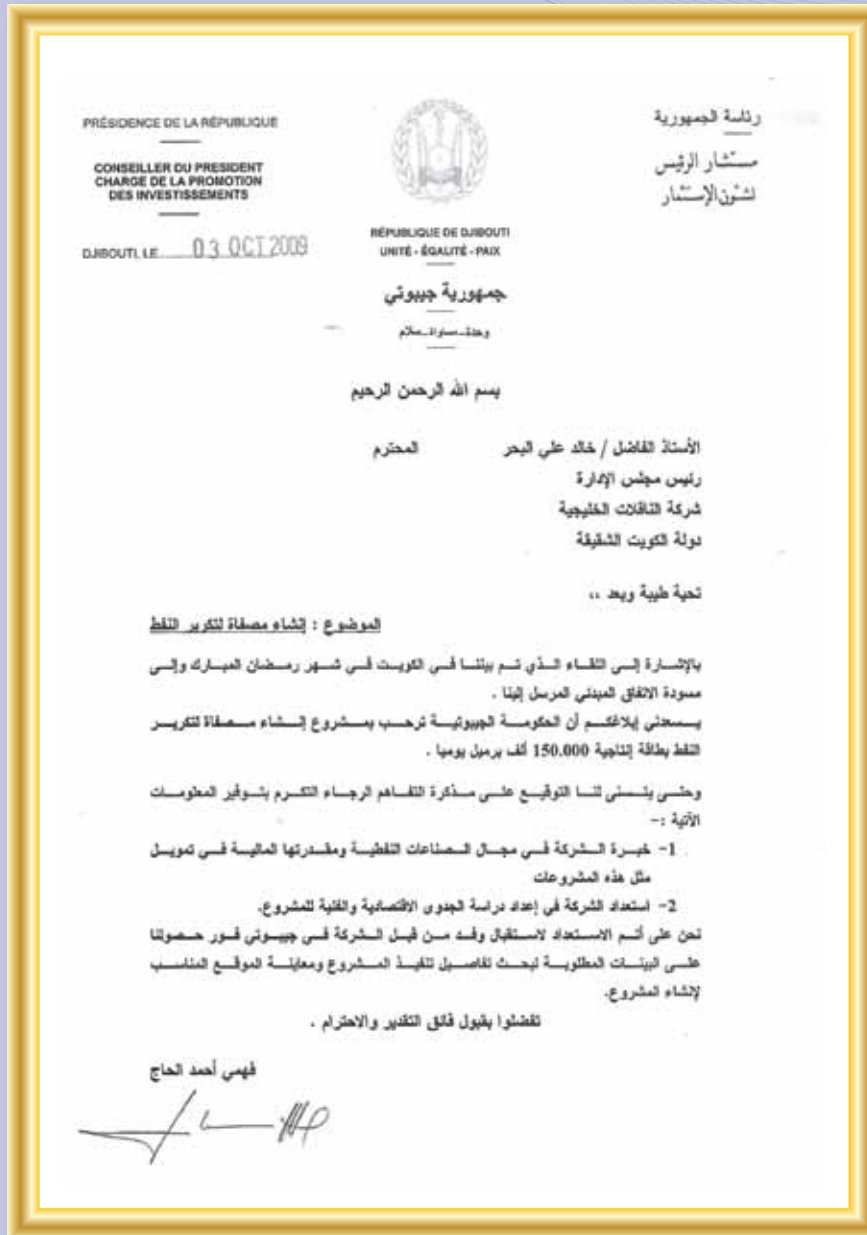 PRÉSIDENCE DE LA RÉPUBLIQUE
CONSEILLER DU PRESIDENT
CHARGE DE LA PROMOTION
DES INVESTISSEMENTS
DJIBOUTI, LE 03 OCT 2009
RÉPUBLIQUE DE DJIBOUTI
UNITÉ - ÉGALITÉ - PAIX
جمهورية جيبوتي
وحدة_مساواة_سلام
رئاسة الجمهورية
مستشار الرئيس
لشئون الإستثمار
بسم الله الرحمن الرحيم
الأستاذ الفاضل / خالد علي البحر المحترم
رئيس مجلس الإدارة
شركة الناقلات الخليجية
دولة الكويت الشقيقة
تحية طيبة وبعد ،،
الموضوع : إنشاء مصفاة لتكرير النفط
بالإشارة إلى اللقاء الذي تم بيننا في الكويت في شهر رمضان المبارك وإلى
مسودة الاتفاق المبدئي المرسل إلينا .
يسعدني إبلاغكم أن الحكومة الجيبوتية ترحب بمشروع إنشاء مصفاة لتكرير
النفط بطاقة إنتاجية 150.000 ألف برميل يوميا .
وحتى يتسنى لنا التوقيع على مذكرة التفاهم الرجاء التكرم بتوفير المعلومات
الآتية :-
1- خبرة الشركة في مجال الصناعات النفطية ومقدرتها المالية في تمويل
مثل هذه المشروعات
2- استعداد الشركة في إعداد دراسة الجدوى الاقتصادية والفنية للمشروع.
نحن على أتم الاستعداد لاستقبال وفد من قبل الشركة في جيبوتي فور حصولنا
على البينات المطلوبة لبحث تفاصيل تنفيذ المشروع ومعاينة الموقع المناسب
لإنشاء المشروع.
تفضلوا بقبول فائق التقدير والاحترام .
فهمي أحمد الحاج